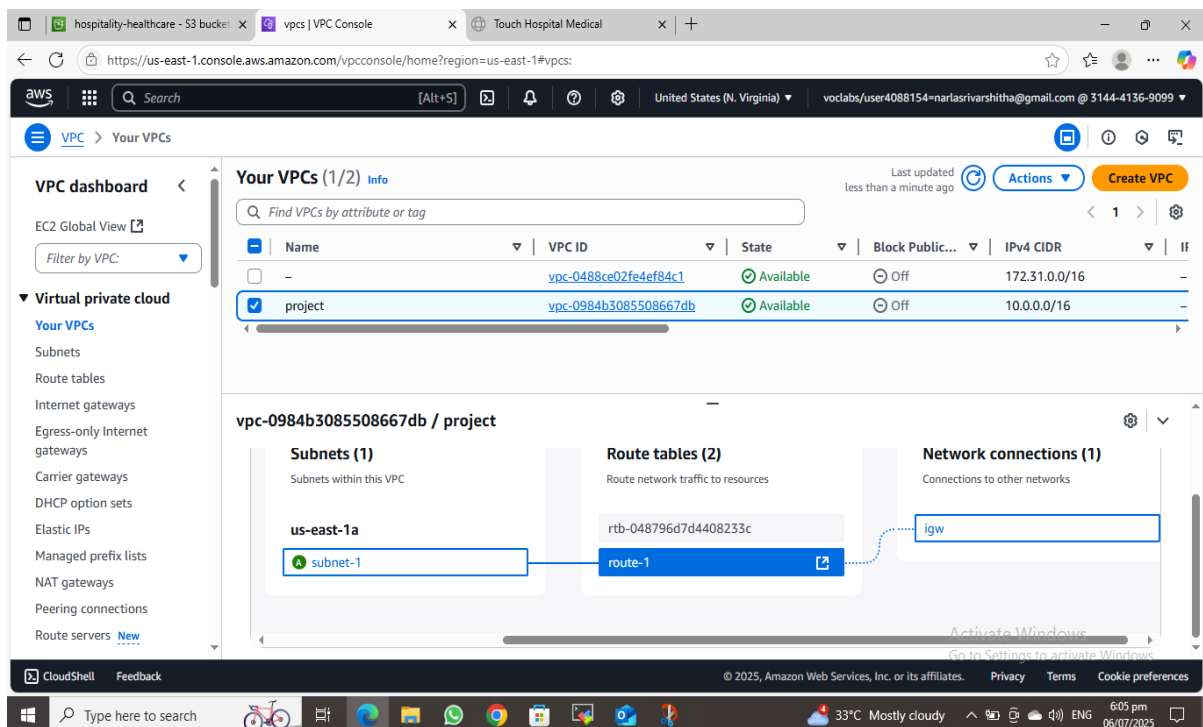 hospitality-healthcare - S3 bucket
vpcs | VPC Console
Touch Hospital Medical
https://us-east-1.console.aws.amazon.com/vpcconsole/home?region=us-east-1#vpcs:
aws
Search [Alt+S]
United States (N. Virginia)
voclabs/user4088154=narlasrivarshitha@gmail.com @ 3144-4136-9099
VPC > Your VPCs
VPC dashboard
EC2 Global View
Filter by VPC:
Virtual private cloud
Your VPCs
Subnets
Route tables
Internet gateways
Egress-only Internet
gateways
Carrier gateways
DHCP option sets
Elastic IPs
Managed prefix lists
NAT gateways
Peering connections
Route servers New
Your VPCs (1/2) Info
Last updated
less than a minute ago
Actions
Create VPC
Find VPCs by attribute or tag
1
Name VPC ID State Block Public... IPv4 CIDR
– vpc-0488ce02fe4ef84c1 Available Off 172.31.0.0/16 –
project vpc-0984b3085508667db Available Off 10.0.0.0/16 –
vpc-0984b3085508667db / project
Subnets (1)
Subnets within this VPC
us-east-1a
A subnet-1
Route tables (2)
Route network traffic to resources
rtb-048796d7d4408233c
route-1
Network connections (1)
Connections to other networks
igw
Activate Windows
Go to Settings to activate Windows.
CloudShell Feedback
© 2025, Amazon Web Services, Inc. or its affiliates. Privacy Terms Cookie preferences
Type here to search
33°C Mostly cloudy
ENG
6:05 pm
06/07/2025